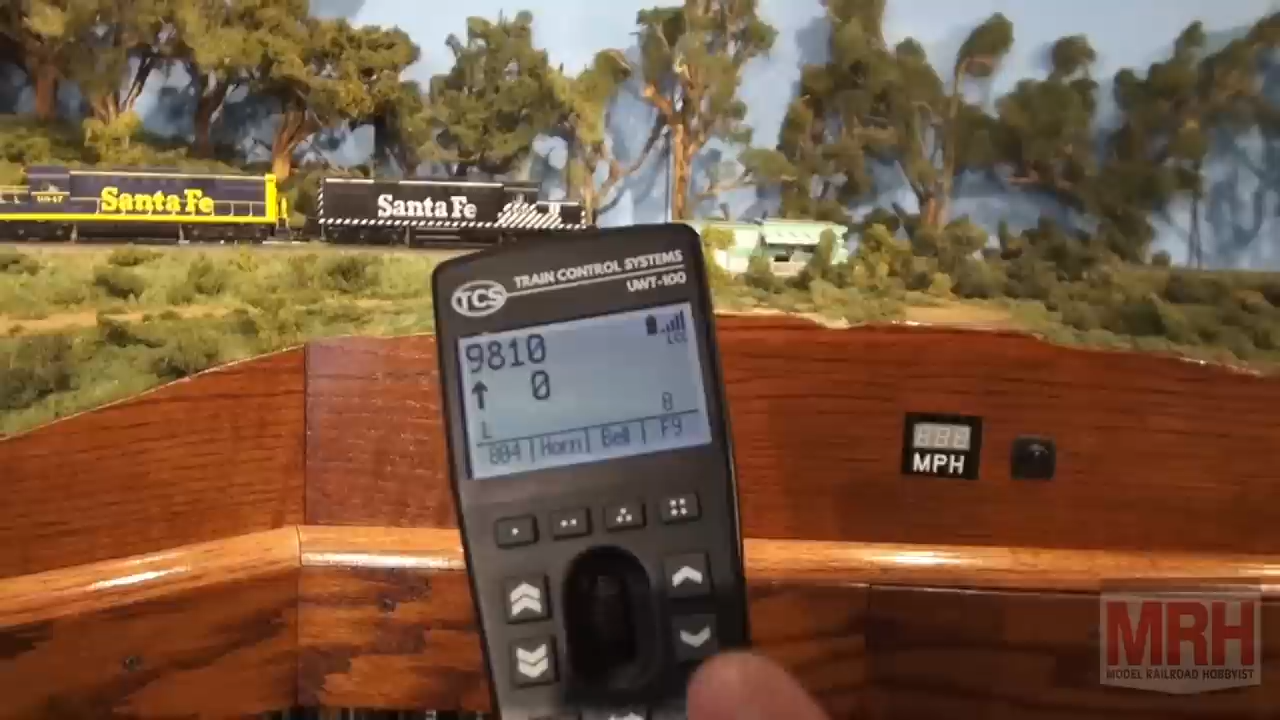 Santa Fe
Santa Fe
TCS
TRAIN CONTROL SYSTEMS
UWT-100
9810
LCC
↑ 0
0
L
Horn
Bell
F9
MPH
MRH
MODEL RAILROAD HOBBYIST